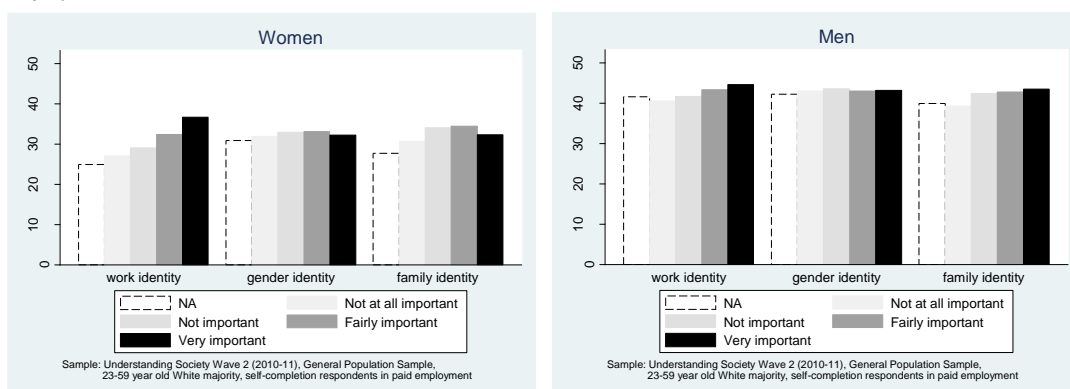 Women
50
40
30
20
10
0
work identity
gender identity
family identity
NA
Not at all important
Not important
Fairly important
Very important
Sample: Understanding Society Wave 2 (2010-11), General Population Sample,
23-59 year old White majority, self-completion respondents in paid employment
Men
50
40
30
20
10
0
work identity
gender identity
family identity
NA
Not at all important
Not important
Fairly important
Very important
Sample: Understanding Society Wave 2 (2010-11), General Population Sample,
23-59 year old White majority, self-completion respondents in paid employment